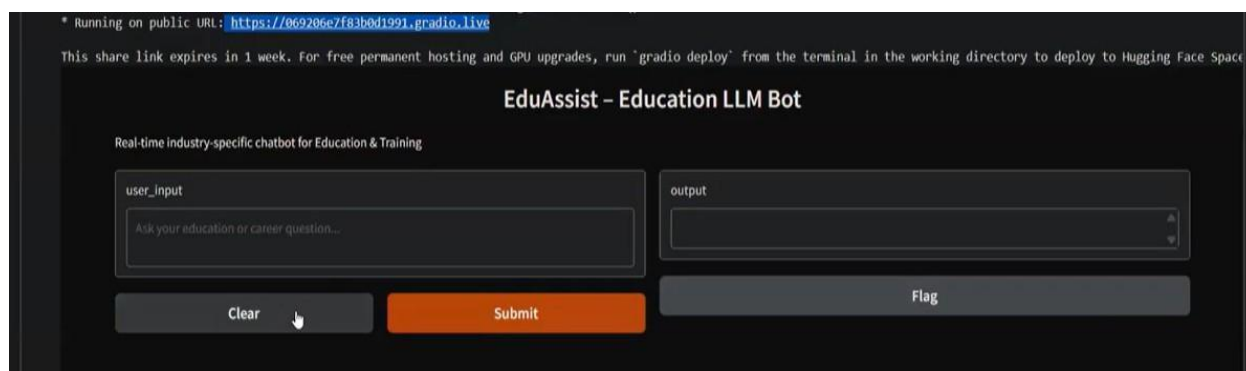 * Running on public URL: https://069206e7f83b0d1991.gradio.live
This share link expires in 1 week. For free permanent hosting and GPU upgrades, run `gradio deploy` from the terminal in the working directory to deploy to Hugging Face Space
EduAssist – Education LLM Bot
Real-time industry-specific chatbot for Education & Training
user_input
Ask your education or career question...
output
Clear
Submit
Flag